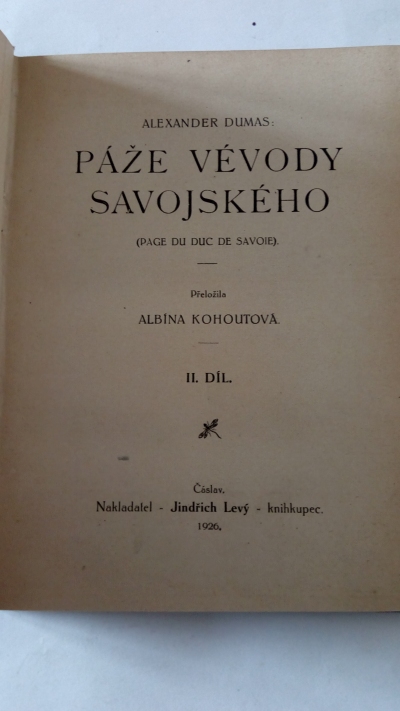 ALEXANDER DUMAS:
PÁŽE VÉVODY
SAVOJSKÉHO
(PAGE DU DUC DE SAVOIE).
Přeložila
ALBÍNA KOHOUTOVÁ.
II. DÍL.
Čáslav.
Nakladatel - Jindřich Levý - knihkupec.
1926.